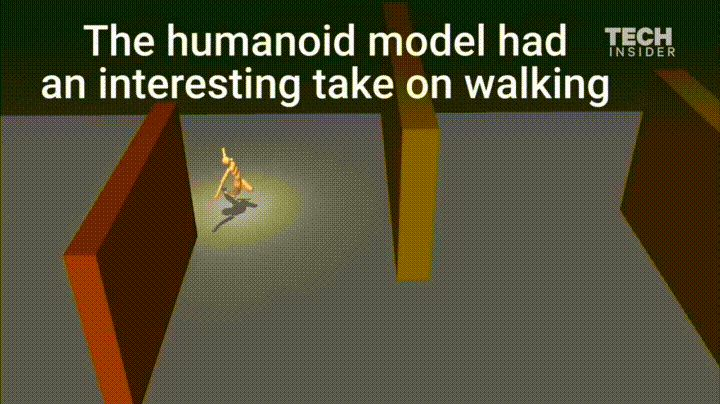 The humanoid model had
an interesting take on walking
TECH
INSIDER